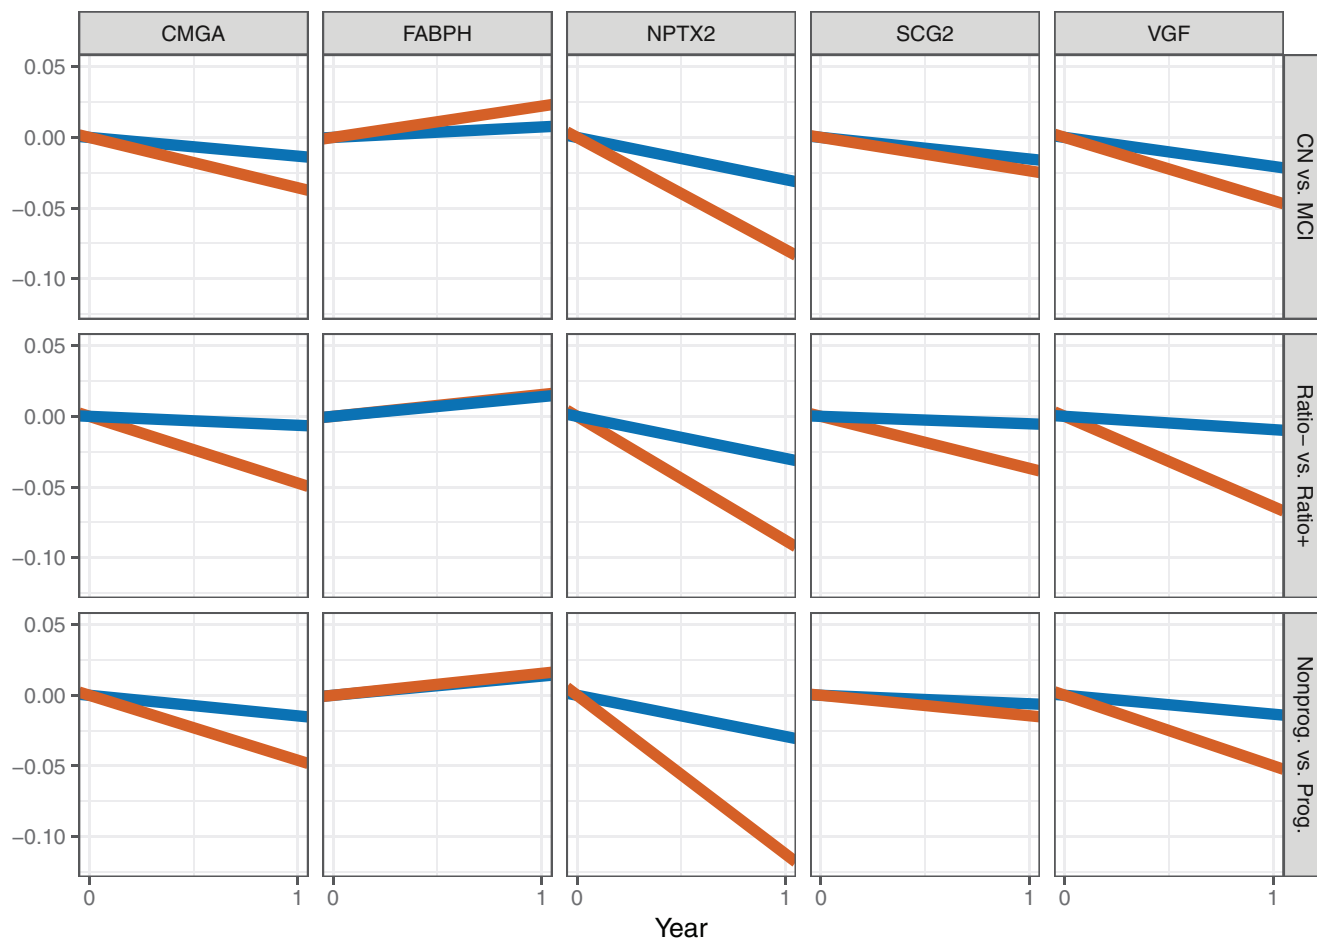 CMGA FABPH NPTX2 SCG2 VGF
0.05
0.00
−0.05
−0.10
CN vs. MCI
0.05
0.00
−0.05
−0.10
Ratio− vs. Ratio+
0.05
0.00
−0.05
−0.10
Nonprog. vs. Prog.
0 1 0 1 0 1 0 1 0 1
Year